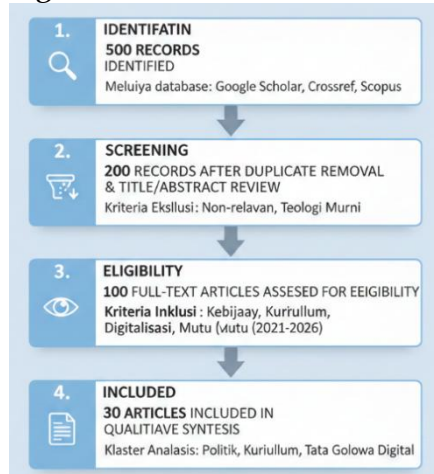 1. IDENTIFATIN
500 RECORDS
IDENTIFIED
Meluiya database: Google Scholar, Crossref, Scopus
2. SCREENING
200 RECORDS AFTER DUPLICATE REMOVAL
& TITLE/ABSTRACT REVIEW
Kriteria Eksllusi: Non-relavan, Teologi Murni
3. ELIGIBILITY
100 FULL-TEXT ARTICLES ASSESED FOR EEIGIBILITY
Kriteria Inklusi : Kebijaay, Kurrullum,
Digitalisasi, Mutu (Mutu (2021-2026)
4. INCLUDED
30 ARTICLES INCLUDED IN
QUALITIAVE SYNTESIS
Klaster Analasis: Politik, Kuriullum, Tata Golowa Digital